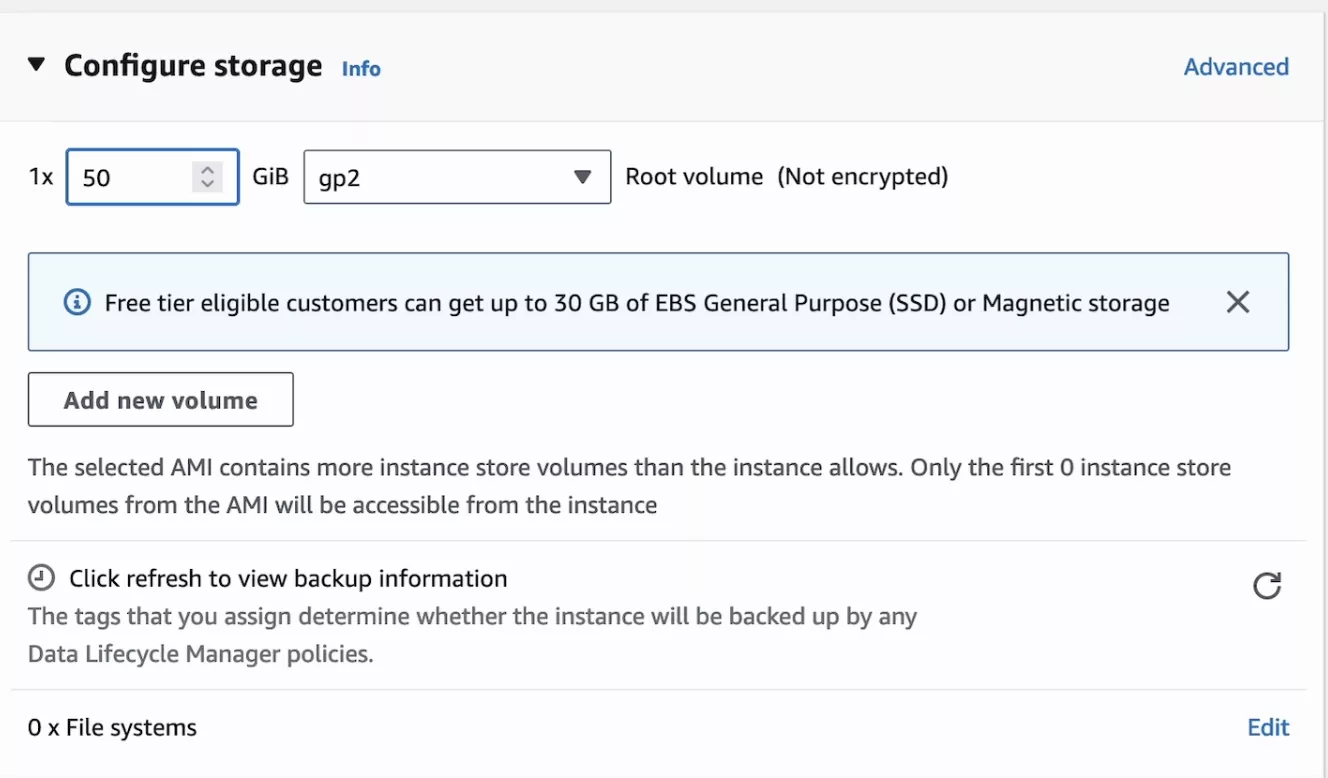 Configure storage Info Advanced
1x 50 GiB gp2 Root volume (Not encrypted)
Free tier eligible customers can get up to 30 GB of EBS General Purpose (SSD) or Magnetic storage
Add new volume
The selected AMI contains more instance store volumes than the instance allows. Only the first 0 instance store
volumes from the AMI will be accessible from the instance
Click refresh to view backup information
The tags that you assign determine whether the instance will be backed up by any
Data Lifecycle Manager policies.
0 x File systems Edit